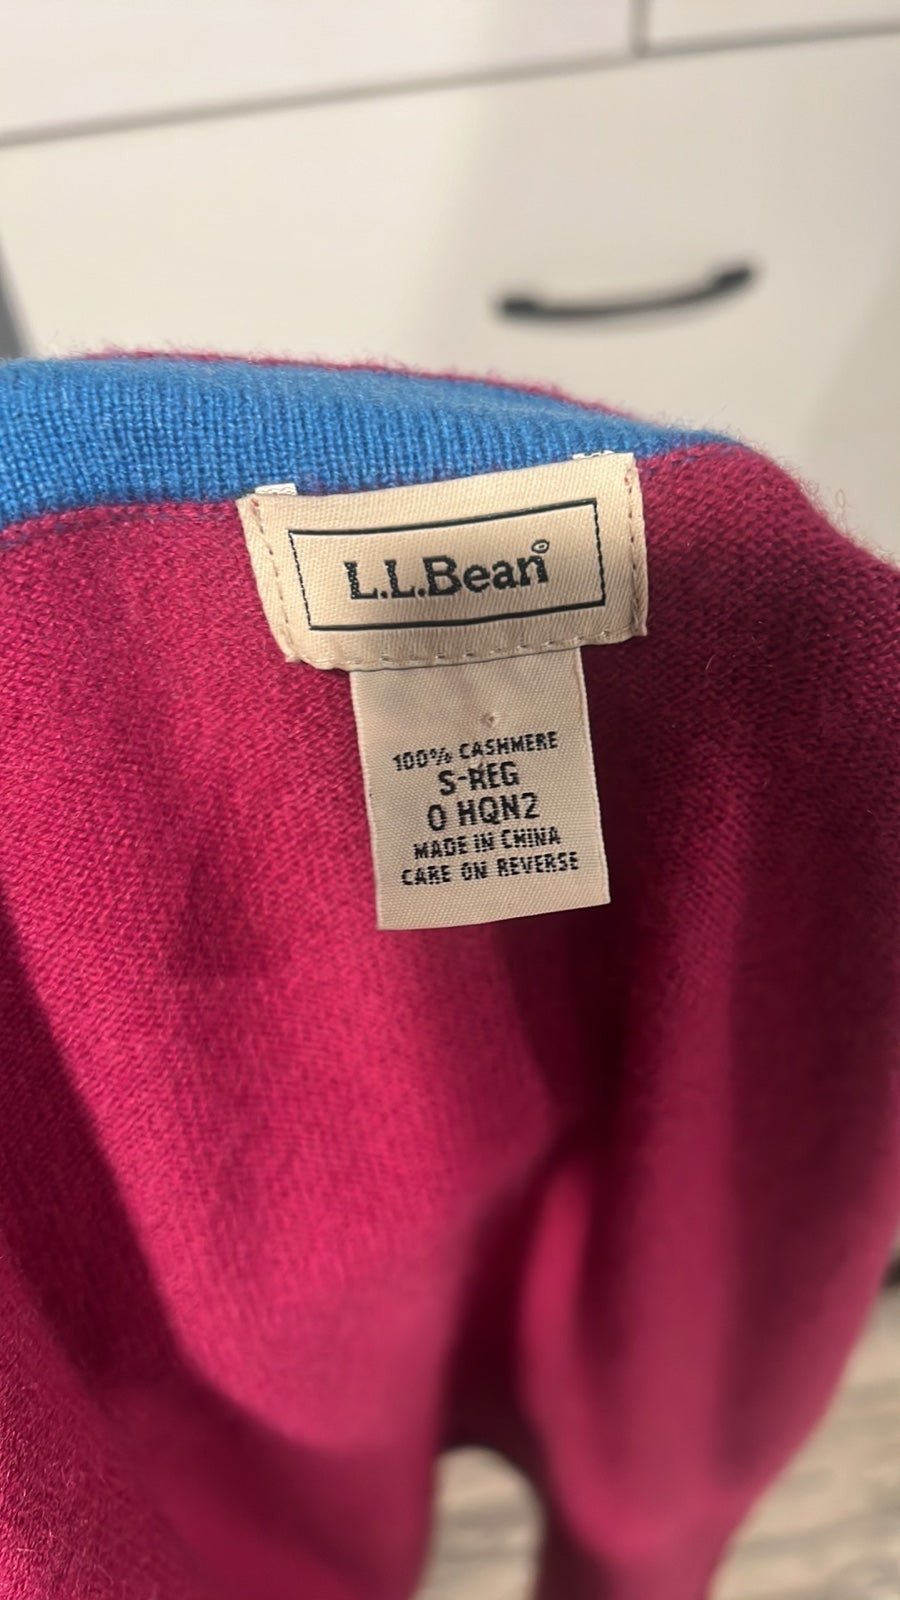 L.L.Bean®
100% CASHMERE
S-REG
0 HQN2
MADE IN CHINA
CARE ON REVERSE